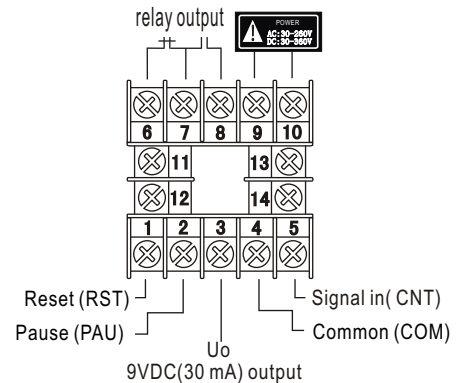 relay output
POWER
AC:30-260V
DC:30-360V
6 7 8 9 10
11 13
12 14
1 2 3 4 5
Reset (RST) Signal in( CNT)
Pause (PAU) Common (COM)
Uo
9VDC(30 mA) output